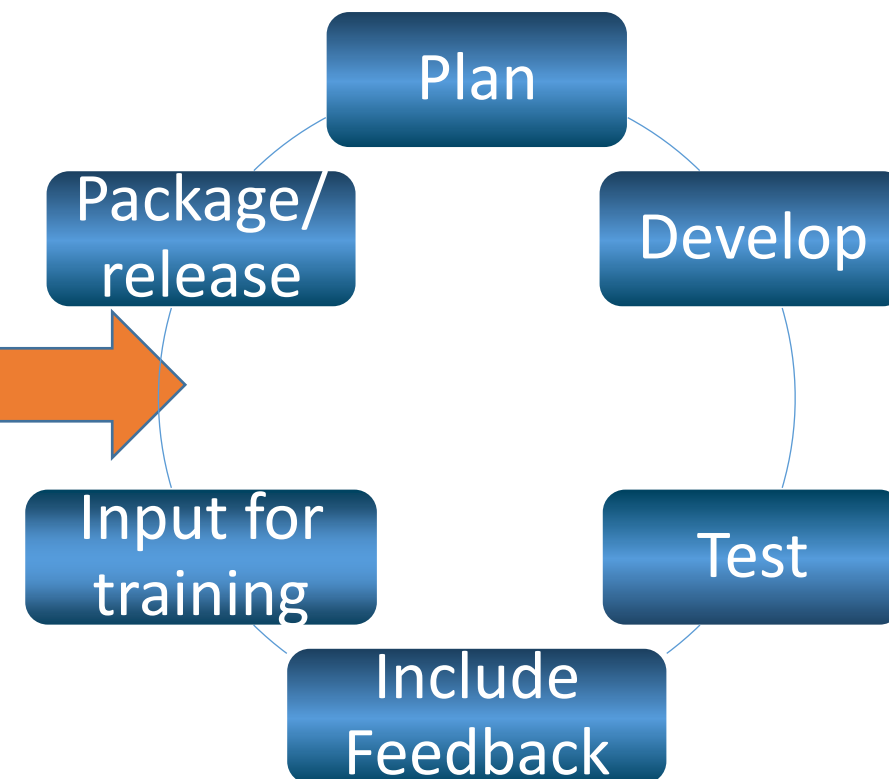 Plan
Develop
Test
Include
Feedback
Input for
training
Package/
release